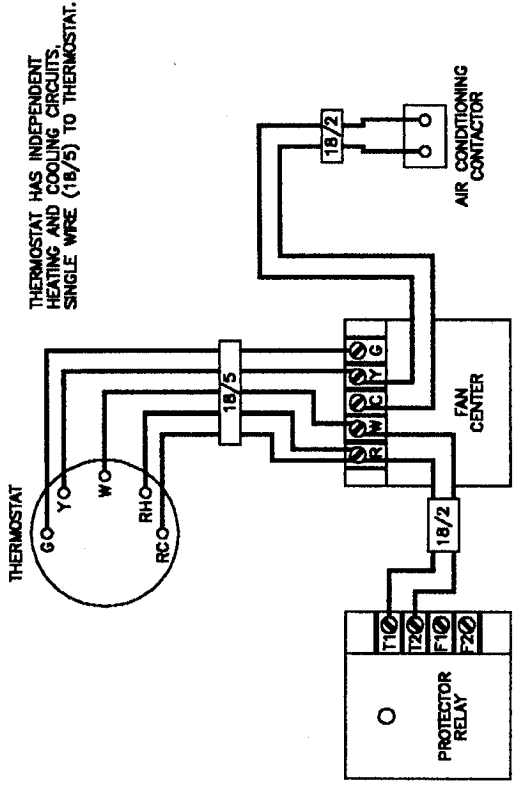 THERMOSTAT HAS INDEPENDENT
HEATING AND COOLING CIRCUITS,
SINGLE WIRE (18/5) TO THERMOSTAT.
THERMOSTAT
G
Y
W
RH
RC
18/5
18/2
AIR CONDITIONING
CONTACTOR
G
Y
C
W
R
FAN
CENTER
18/2
T1
T2
F1
F2
PROTECTOR
RELAY